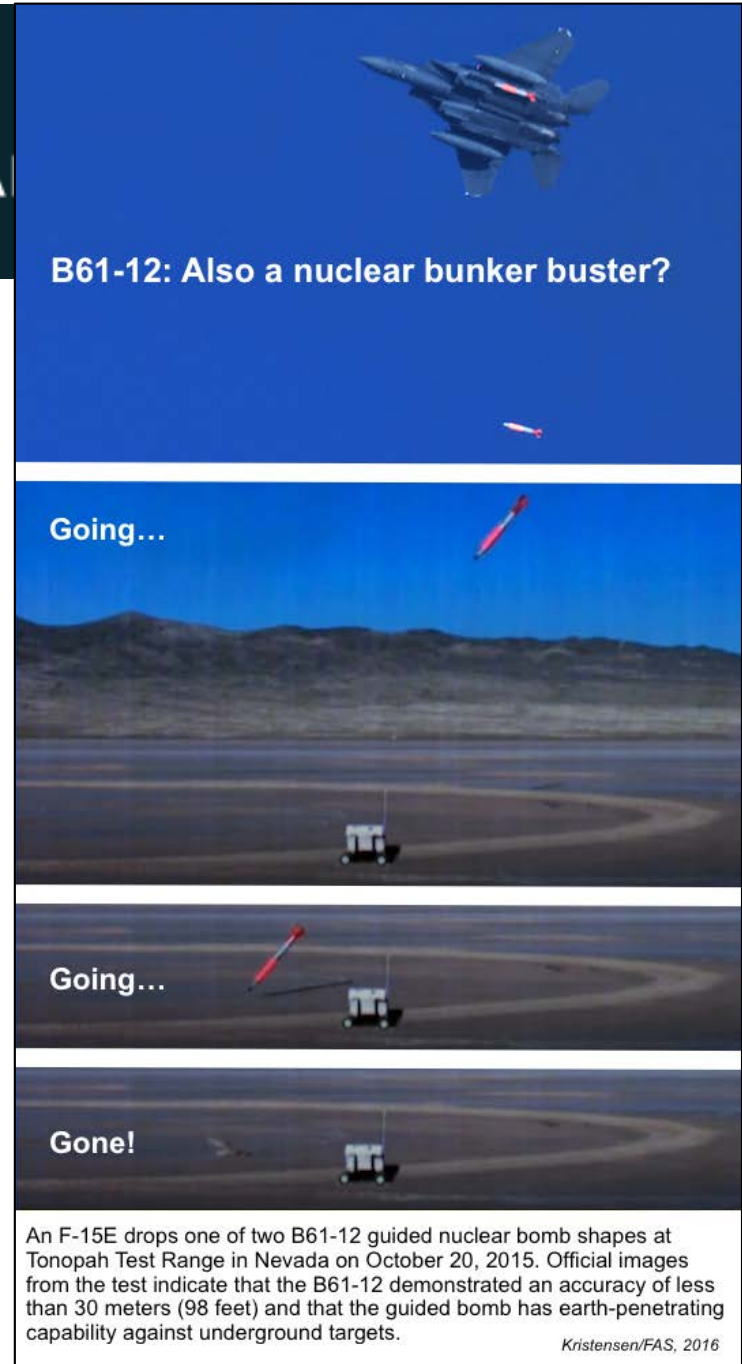 B61-12: Also a nuclear bunker buster?
Going…
Going…
Gone!
An F-15E drops one of two B61-12 guided nuclear bomb shapes at
Tonopah Test Range in Nevada on October 20, 2015. Official images
from the test indicate that the B61-12 demonstrated an accuracy of less
than 30 meters (98 feet) and that the guided bomb has earth-penetrating
capability against underground targets.
Kristensen/FAS, 2016